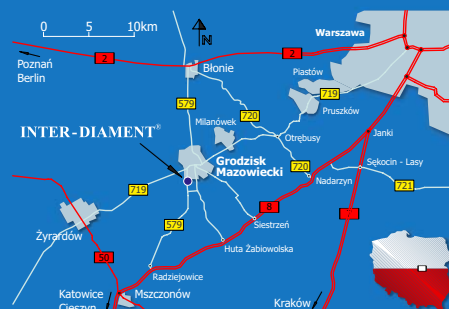 0 5 10km
N
Warszawa
Poznań
Berlin
2
2
Błonie
Piastów
719
579
720
Pruszków
Milanówek
INTER-DIAMENT®
Otrębusy
Janki
Grodzisk
Mazowiecki
Sękocin - Lasy
720
Nadarzyn
721
719
8
Siestrzeń
579
Żyrardów
Huta Żabiowolska
50
Radziejowice
Katowice
Cieszyn
Mszczonów
Kraków